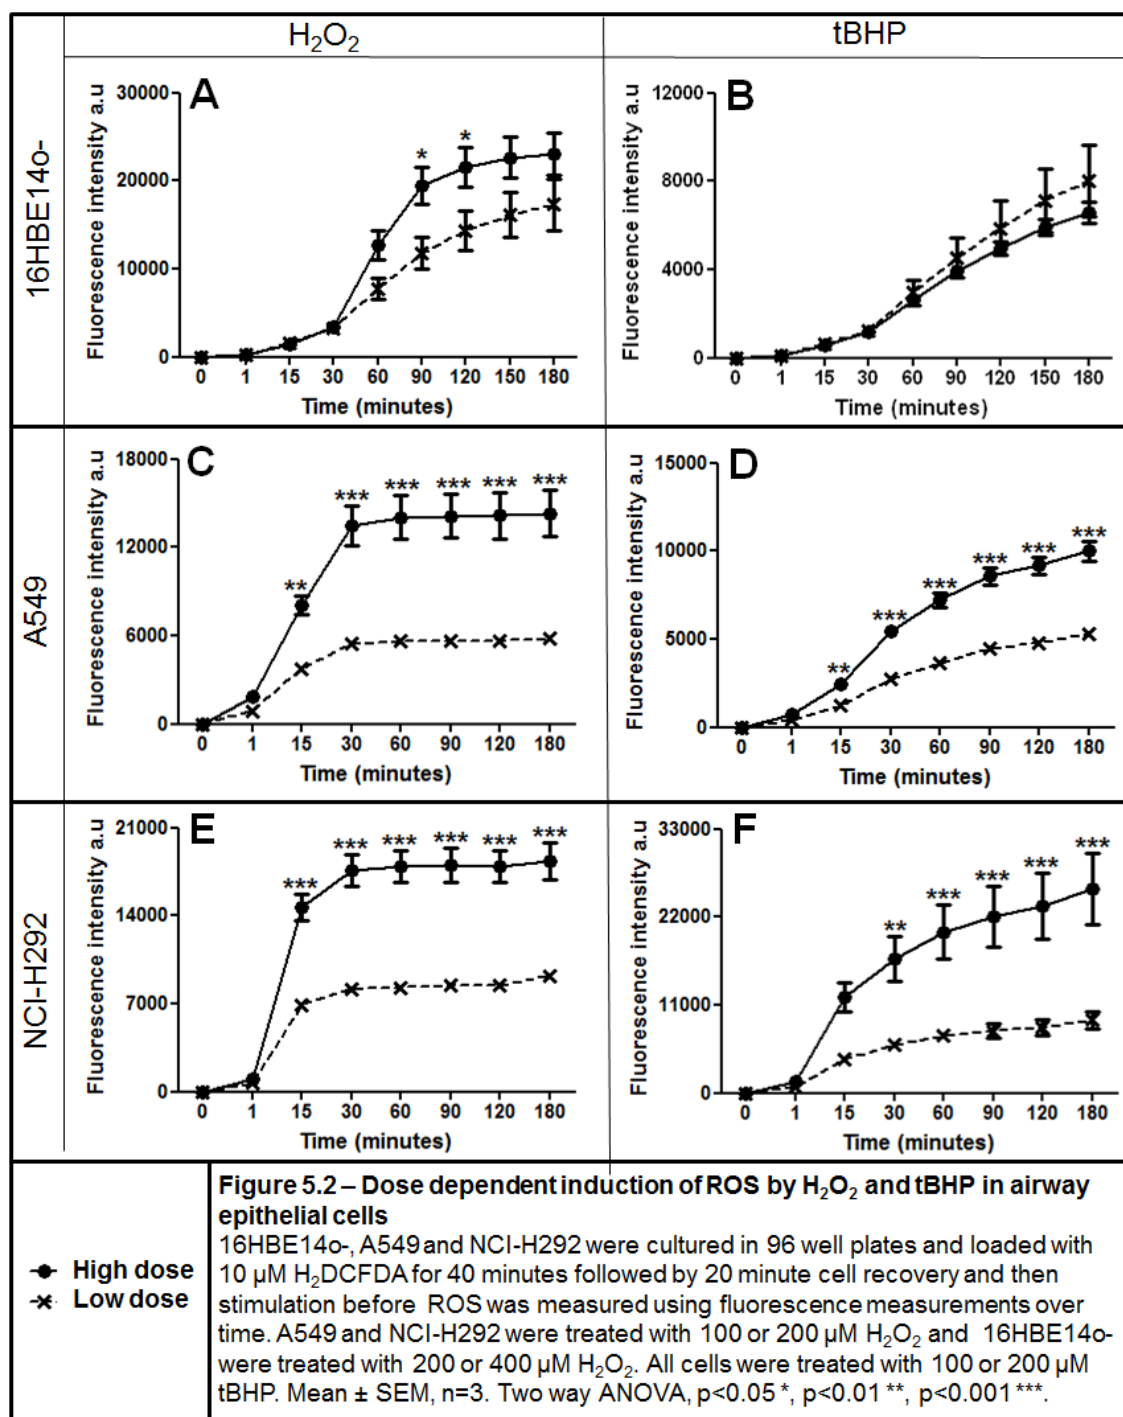 H₂O₂
tBHP
16HBE14o-
A
Fluorescence intensity a.u
30000
20000
10000
0
* *
0 1 15 30 60 90 120 150 180
Time (minutes)
B
Fluorescence intensity a.u
12000
8000
4000
0
0 1 15 30 60 90 120 150 180
Time (minutes)
A549
C
Fluorescence intensity a.u
18000
12000
6000
0
** *** *** *** *** ***
0 1 15 30 60 90 120 180
Time (minutes)
D
Fluorescence intensity a.u
15000
10000
5000
0
** *** *** *** *** ***
0 1 15 30 60 90 120 180
Time (minutes)
NCI-H292
E
Fluorescence intensity a.u
21000
14000
7000
0
*** *** *** *** *** ***
0 1 15 30 60 90 120 180
Time (minutes)
F
Fluorescence intensity a.u
33000
22000
11000
0
** *** *** *** ***
0 1 15 30 60 90 120 180
Time (minutes)
High dose
Low dose
Figure 5.2 – Dose dependent induction of ROS by H₂O₂ and tBHP in airway
epithelial cells
16HBE14o-, A549 and NCI-H292 were cultured in 96 well plates and loaded with
10 µM H₂DCFDA for 40 minutes followed by 20 minute cell recovery and then
stimulation before ROS was measured using fluorescence measurements over
time. A549 and NCI-H292 were treated with 100 or 200 µM H₂O₂ and 16HBE14o-
were treated with 200 or 400 µM H₂O₂. All cells were treated with 100 or 200 µM
tBHP. Mean ± SEM, n=3. Two way ANOVA, p<0.05 *, p<0.01 **, p<0.001 ***.